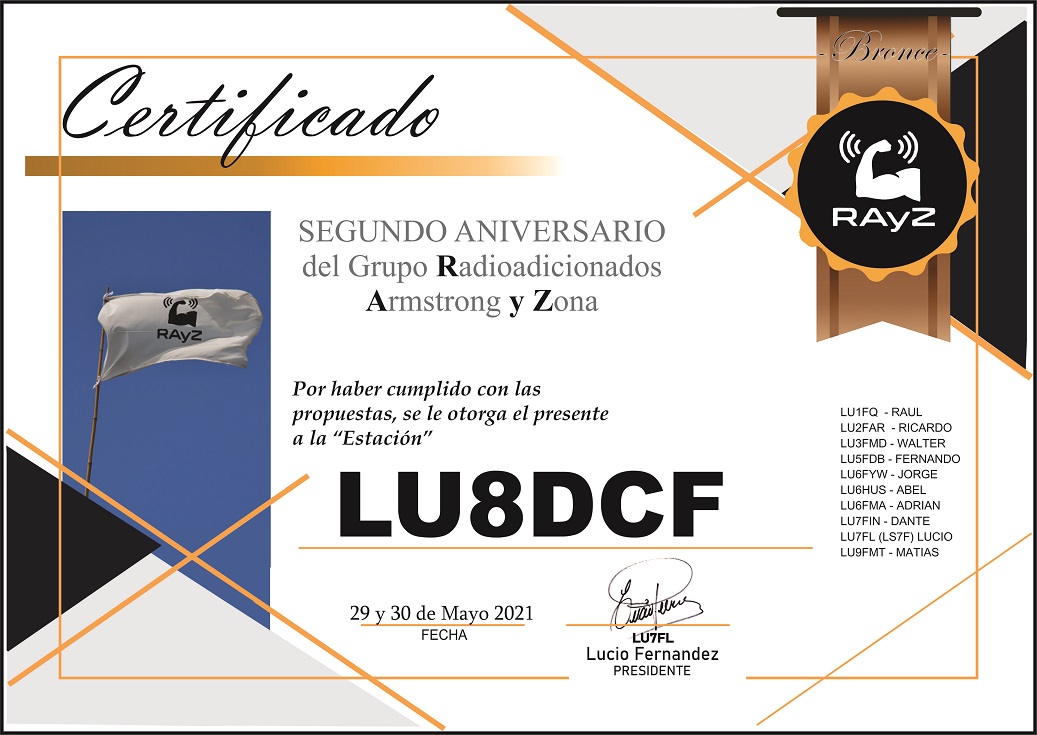 - Bronce -
Certificado
RAyZ
SEGUNDO ANIVERSARIO
del Grupo Radioadicionados
Armstrong y Zona
RAyZ
Por haber cumplido con las
propuestas, se le otorga el presente
a la “Estación”
LU8DCF
LU1FQ - RAUL
LU2FAR - RICARDO
LU3FMD - WALTER
LU5FDB - FERNANDO
LU6FYW - JORGE
LU6HUS - ABEL
LU6FMA - ADRIAN
LU7FIN - DANTE
LU7FL (LS7F) LUCIO
LU9FMT - MATIAS
29 y 30 de Mayo 2021
FECHA
LU7FL
Lucio Fernandez
PRESIDENTE